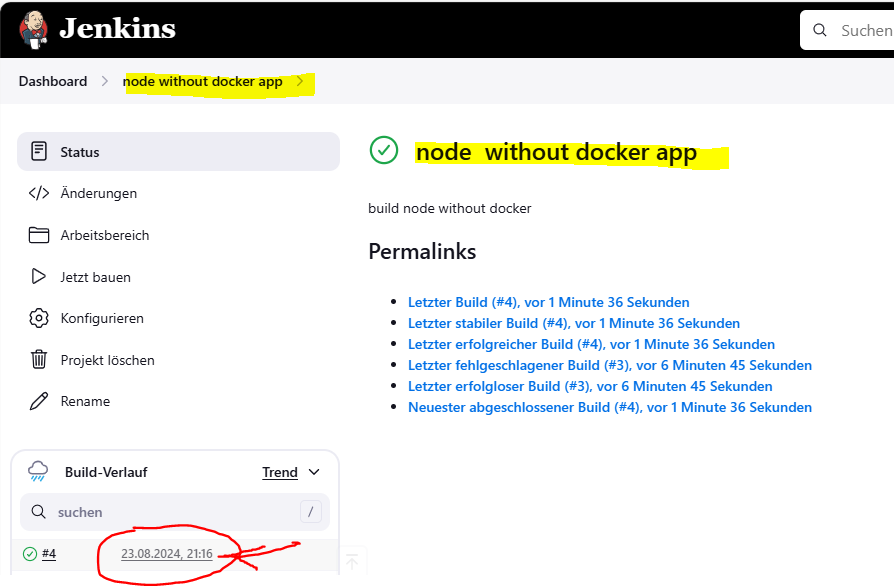 Jenkins
Suchen
Dashboard > node without docker app >
Status
Änderungen
Arbeitsbereich
Jetzt bauen
Konfigurieren
Projekt löschen
Rename
node without docker app
build node without docker
Permalinks
Letzter Build (#4), vor 1 Minute 36 Sekunden
Letzter stabiler Build (#4), vor 1 Minute 36 Sekunden
Letzter erfolgreicher Build (#4), vor 1 Minute 36 Sekunden
Letzter fehlgeschlagener Build (#3), vor 6 Minuten 45 Sekunden
Letzter erfolgloser Build (#3), vor 6 Minuten 45 Sekunden
Neuester abgeschlossener Build (#4), vor 1 Minute 36 Sekunden
Build-Verlauf Trend
suchen /
#4 23.08.2024, 21:16